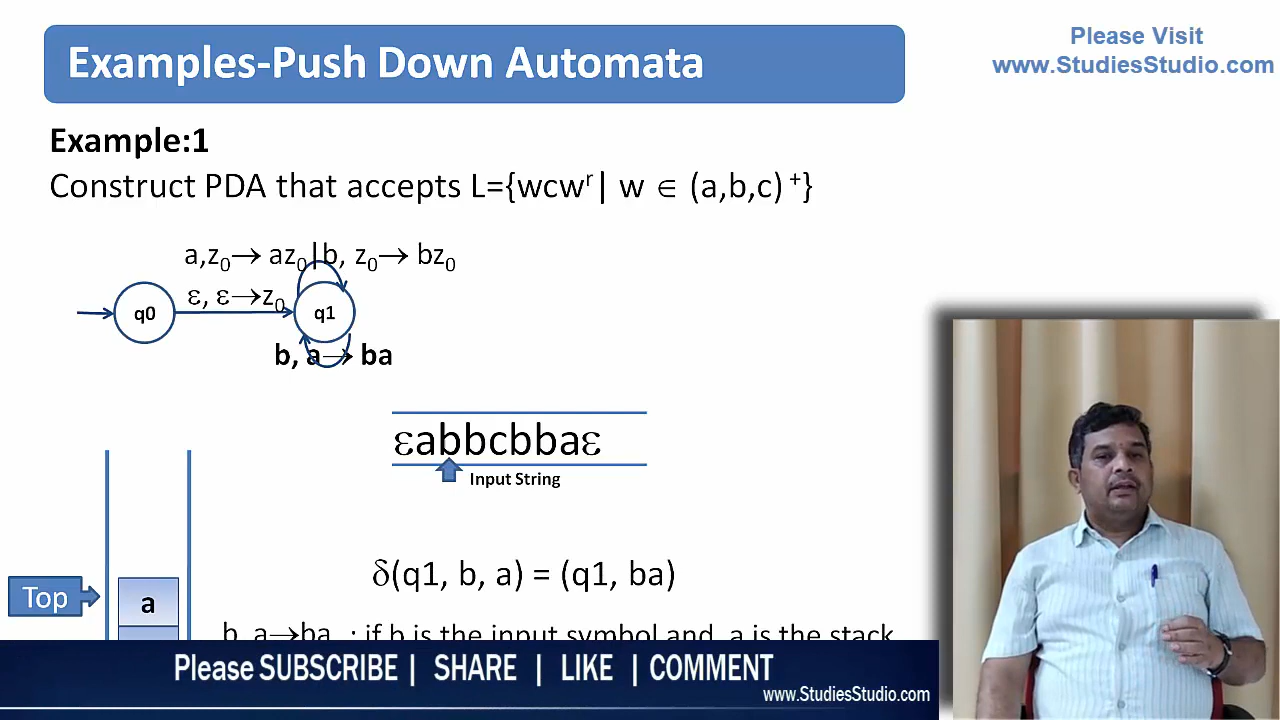 Examples-Push Down Automata
Please Visit
www.StudiesStudio.com
Example:1
Construct PDA that accepts L={wcwʳ| w ∈ (a,b,c)⁺}
a,z₀→ az₀|b, z₀→ bz₀
ε, ε→z₀
q0
q1
b, a→ ba
εabbcbbaε
Input String
δ(q1, b, a) = (q1, ba)
Top
a
b, a→ba : if b is the input symbol and a is the stack
Please SUBSCRIBE | SHARE | LIKE | COMMENT
www.StudiesStudio.com